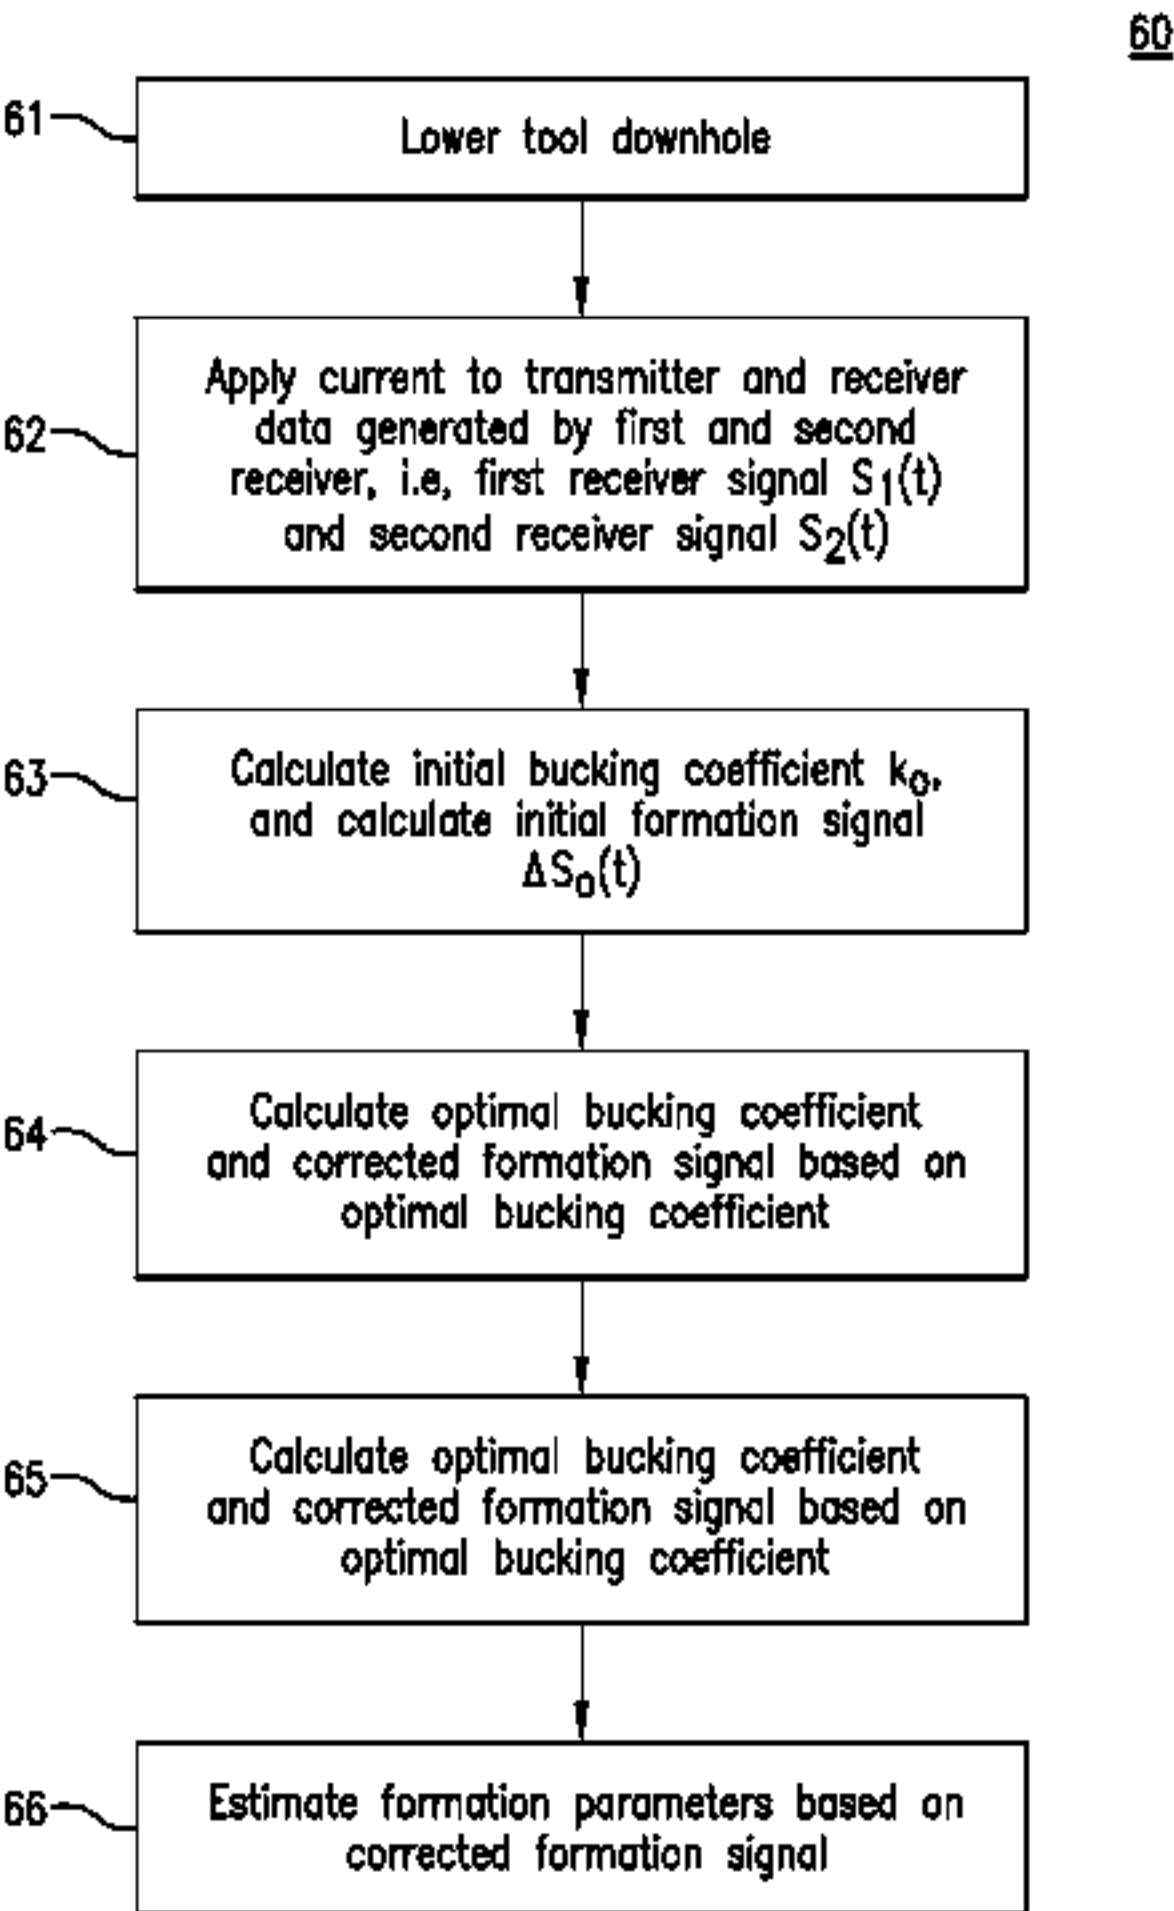 60
61
Lower tool downhole
62
Apply current to transmitter and receiver
data generated by first and second
receiver, i.e, first receiver signal S1(t)
and second receiver signal S2(t)
63
Calculate initial bucking coefficient ko,
and calculate initial formation signal
ΔSo(t)
64
Calculate optimal bucking coefficient
and corrected formation signal based on
optimal bucking coefficient
65
Calculate optimal bucking coefficient
and corrected formation signal based on
optimal bucking coefficient
66
Estimate formation parameters based on
corrected formation signal